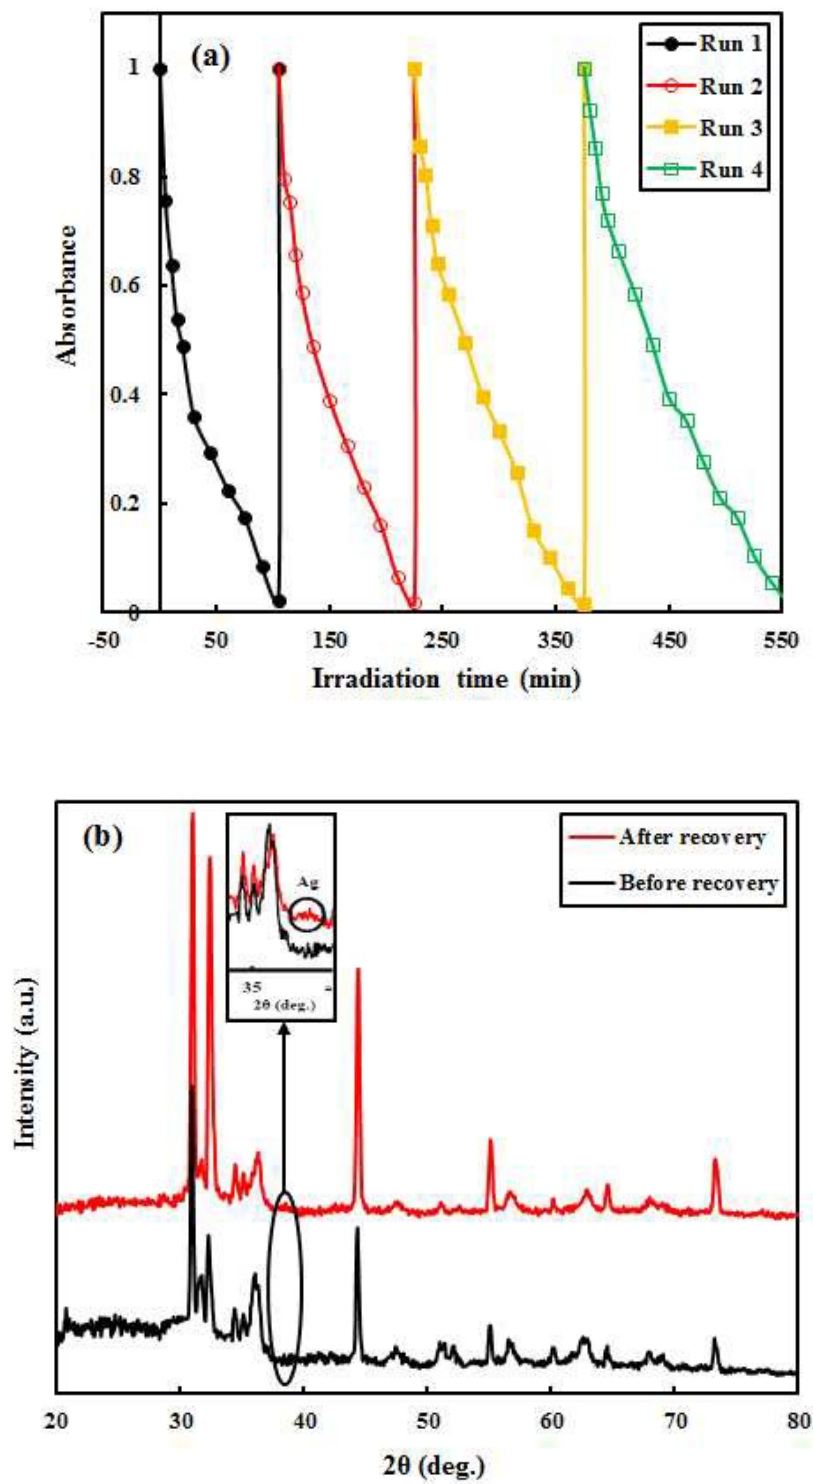 (a)
Run 1
Run 2
Run 3
Run 4
1
0.8
0.6
0.4
0.2
0
Absorbance
-50 50 150 250 350 450 550
Irradiation time (min)
(b)
After recovery
Before recovery
Ag
35
2θ (deg.)
Intensity (a.u.)
20 30 40 50 60 70 80
2θ (deg.)